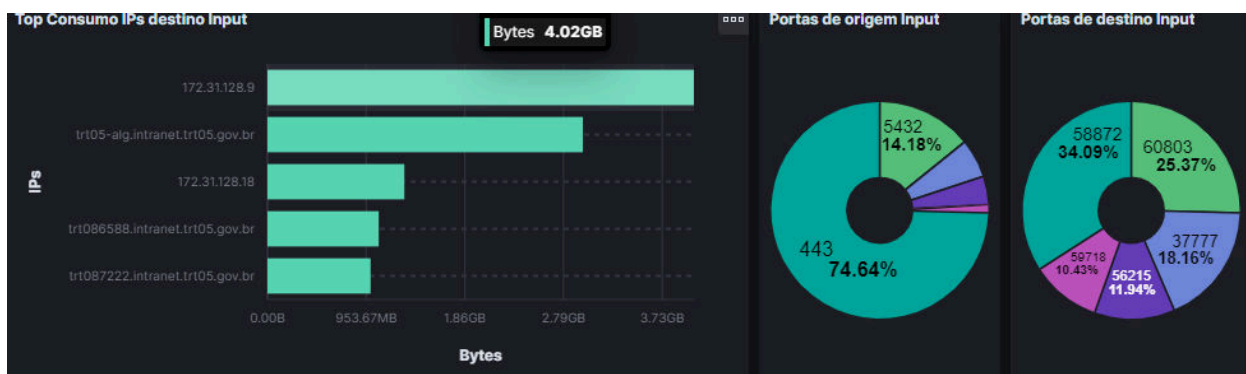 Top Consumo IPs destino Input
Bytes 4.02GB
172.31.128.9
trt05-alg.intranet.trt05.gov.br
172.31.128.18
trt086588.intranet.trt05.gov.br
trt087222.intranet.trt05.gov.br
IPs
0.00B 953.67MB 1.86GB 2.79GB 3.73GB
Bytes
Portas de origem Input
5432
14.18%
443
74.64%
Portas de destino Input
58872
34.09%
60803
25.37%
37777
18.16%
59718
10.43%
56215
11.94%